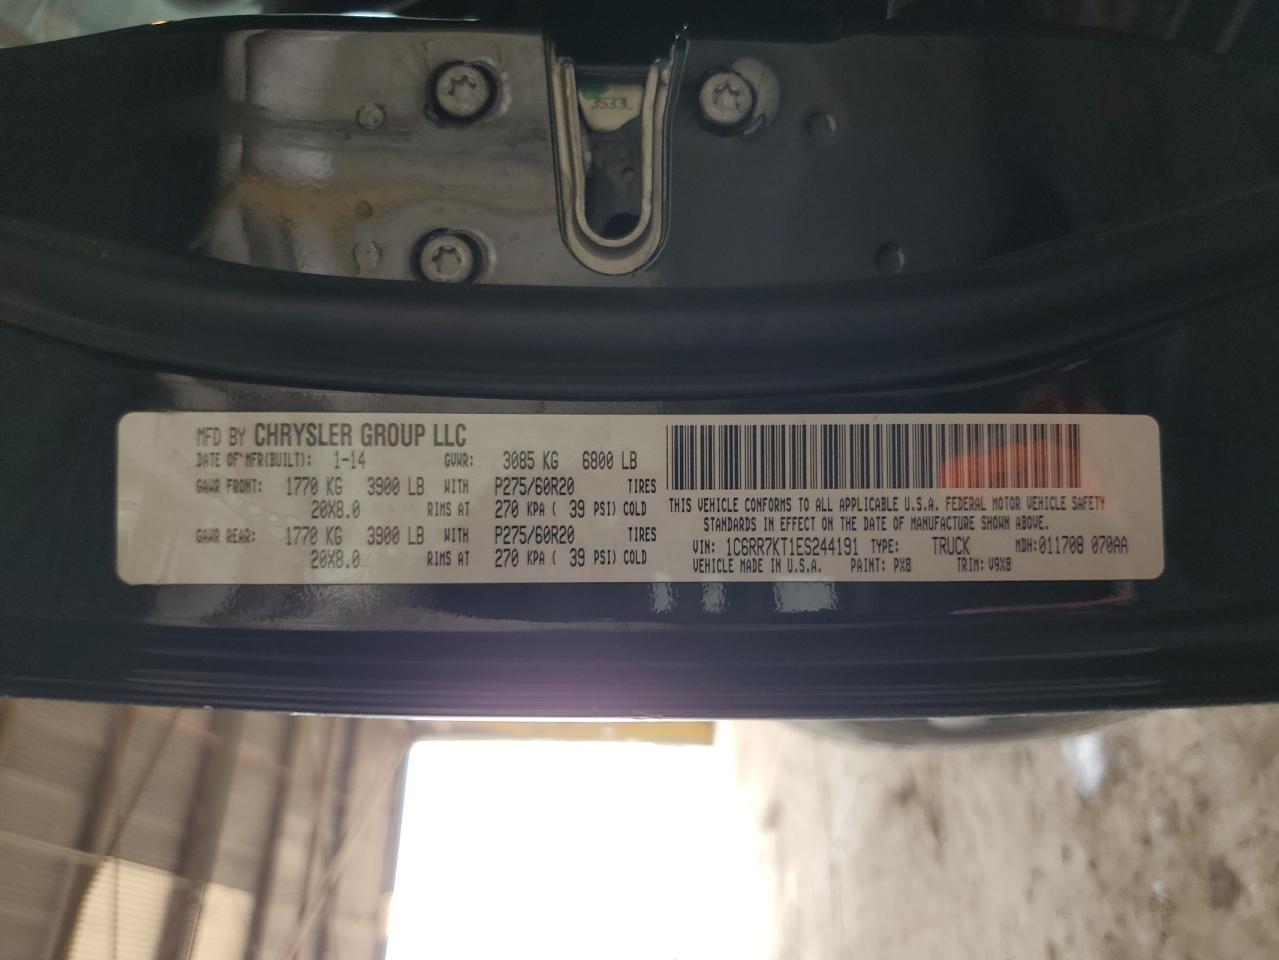 3533L
MFD BY CHRYSLER GROUP LLC
DATE OF MFR(BUILT): 1-14 GVWR: 3085 KG 6800 LB
GAWR FRONT: 1770 KG 3900 LB WITH P275/60R20 TIRES
20X8.0 RIMS AT 270 KPA ( 39 PSI) COLD
GAWR REAR: 1770 KG 3900 LB WITH P275/60R20 TIRES
20X8.0 RIMS AT 270 KPA ( 39 PSI) COLD
THIS VEHICLE CONFORMS TO ALL APPLICABLE U.S.A. FEDERAL MOTOR VEHICLE SAFETY
STANDARDS IN EFFECT ON THE DATE OF MANUFACTURE SHOWN ABOVE.
VIN: 1C6RR7KT1ES244191 TYPE: TRUCK MDH:011708 070AA
VEHICLE MADE IN U.S.A. PAINT: PX8 TRIM: V9X8